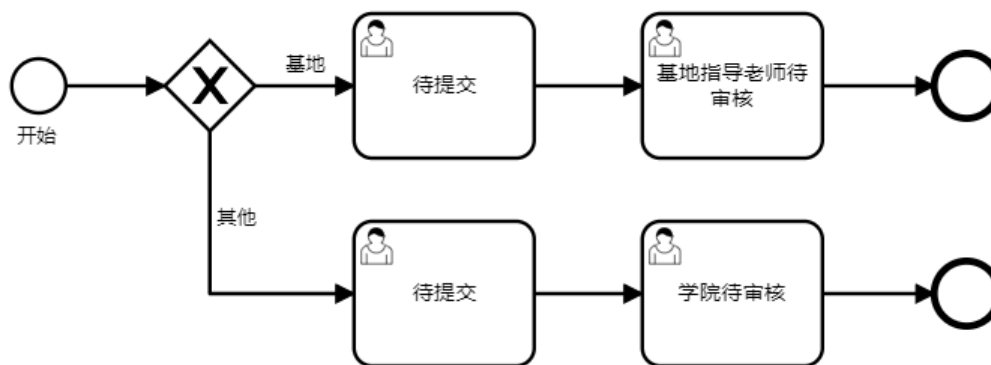 开始
基地
待提交
基地指导老师待
审核
其他
待提交
学院待审核